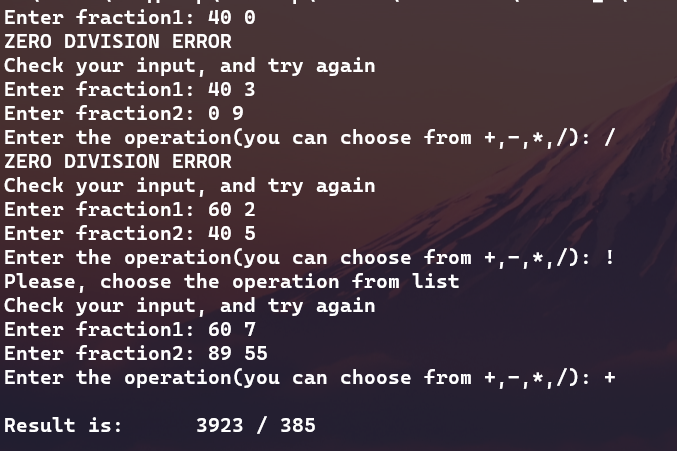 Enter fraction1: 40 0
ZERO DIVISION ERROR
Check your input, and try again
Enter fraction1: 40 3
Enter fraction2: 0 9
Enter the operation(you can choose from +,-,*,/): /
ZERO DIVISION ERROR
Check your input, and try again
Enter fraction1: 60 2
Enter fraction2: 40 5
Enter the operation(you can choose from +,-,*,/): !
Please, choose the operation from list
Check your input, and try again
Enter fraction1: 60 7
Enter fraction2: 89 55
Enter the operation(you can choose from +,-,*,/): +
Result is:      3923 / 385